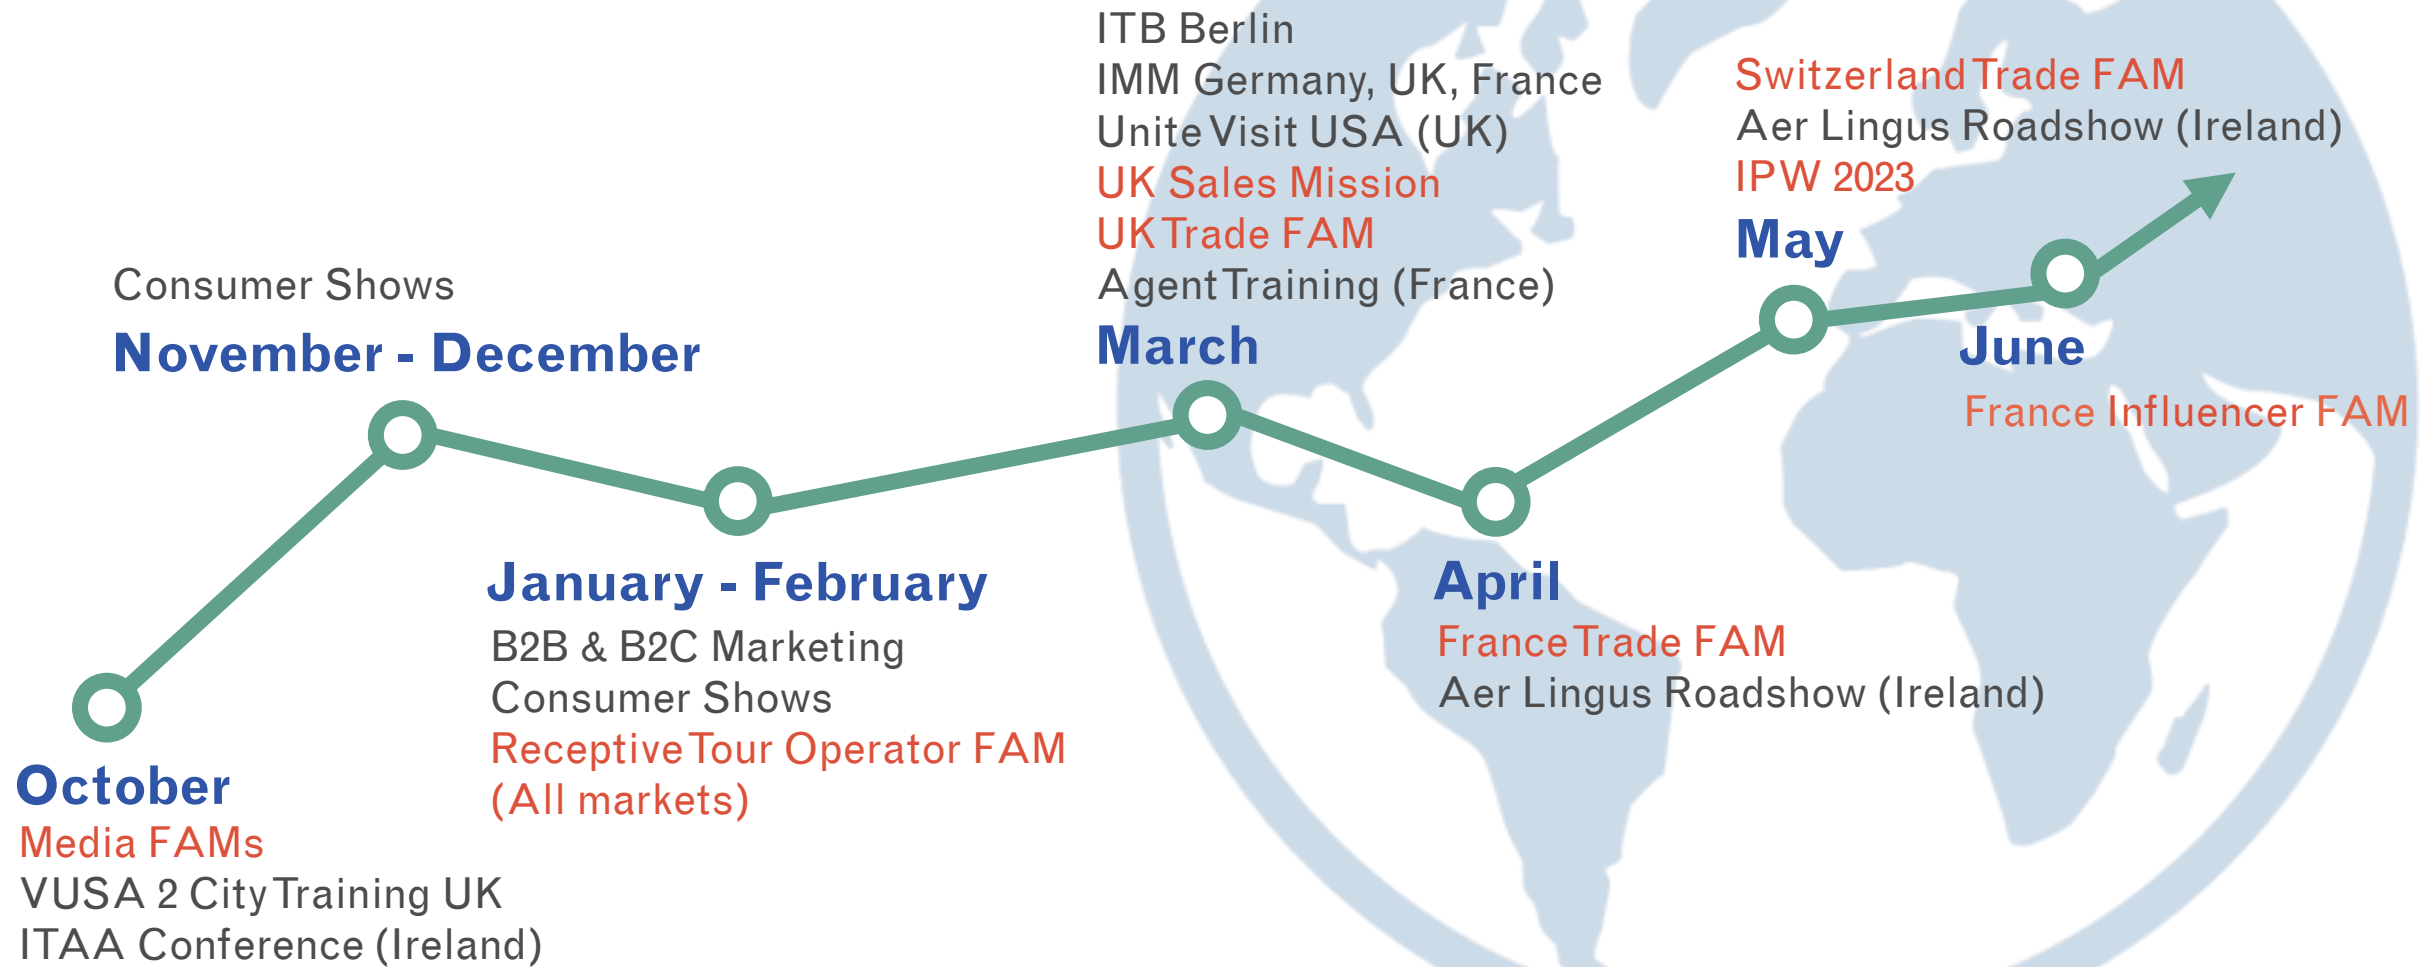 October
Media FAMs
VUSA 2 City Training UK
ITAA Conference (Ireland)
Consumer Shows
November - December
January - February
B2B & B2C Marketing
Consumer Shows
Receptive Tour Operator FAM
(All markets)
ITB Berlin
IMM Germany, UK, France
Unite Visit USA (UK)
UK Sales Mission
UK Trade FAM
Agent Training (France)
March
April
France Trade FAM
Aer Lingus Roadshow (Ireland)
Switzerland Trade FAM
Aer Lingus Roadshow (Ireland)
IPW 2023
May
June
France Influencer FAM